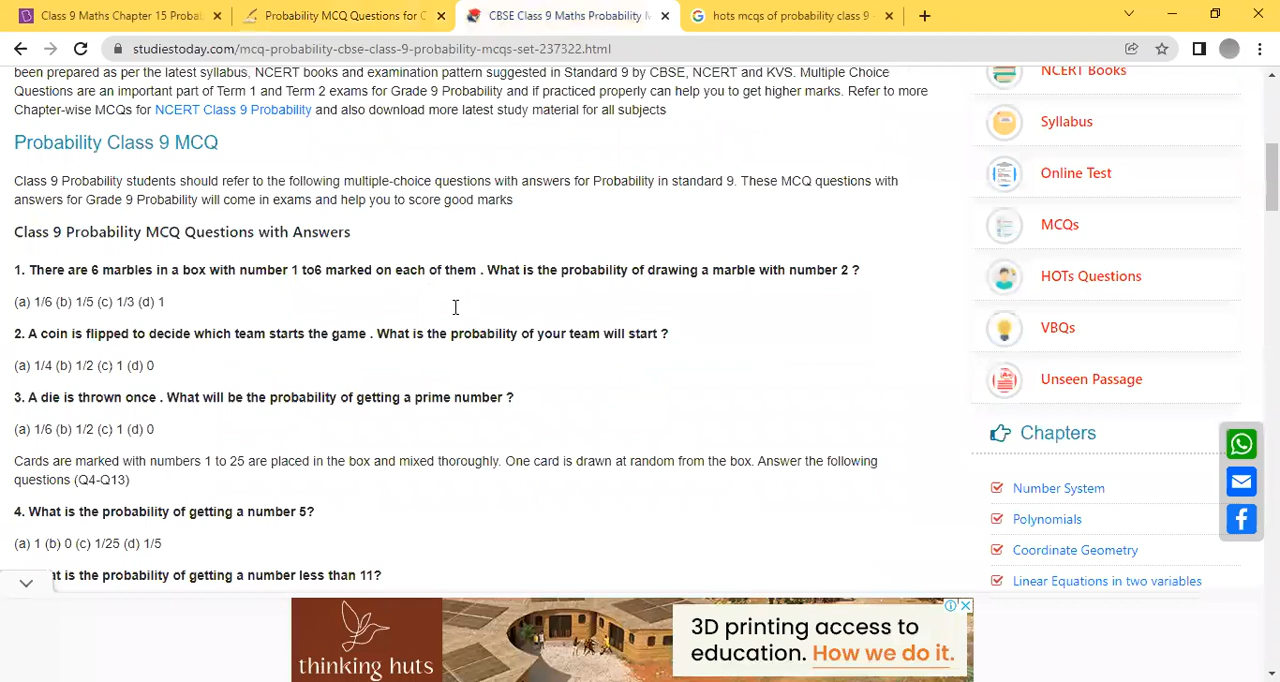 Class 9 Maths Chapter 15 Probal
Probability MCQ Questions for C
CBSE Class 9 Maths Probability M
hots mcqs of probability class 9
studiestoday.com/mcq-probability-cbse-class-9-probability-mcqs-set-237322.html
been prepared as per the latest syllabus, NCERT books and examination pattern suggested in Standard 9 by CBSE, NCERT and KVS. Multiple Choice
Questions are an important part of Term 1 and Term 2 exams for Grade 9 Probability and if practiced properly can help you to get higher marks. Refer to more
Chapter-wise MCQs for NCERT Class 9 Probability and also download more latest study material for all subjects
Probability Class 9 MCQ
Class 9 Probability students should refer to the following multiple-choice questions with answers for Probability in standard 9. These MCQ questions with
answers for Grade 9 Probability will come in exams and help you to score good marks
Class 9 Probability MCQ Questions with Answers
1. There are 6 marbles in a box with number 1 to6 marked on each of them . What is the probability of drawing a marble with number 2 ?
(a) 1/6 (b) 1/5 (c) 1/3 (d) 1
2. A coin is flipped to decide which team starts the game . What is the probability of your team will start ?
(a) 1/4 (b) 1/2 (c) 1 (d) 0
3. A die is thrown once . What will be the probability of getting a prime number ?
(a) 1/6 (b) 1/2 (c) 1 (d) 0
Cards are marked with numbers 1 to 25 are placed in the box and mixed thoroughly. One card is drawn at random from the box. Answer the following
questions (Q4-Q13)
4. What is the probability of getting a number 5?
(a) 1 (b) 0 (c) 1/25 (d) 1/5
is the probability of getting a number less than 11?
NCERT Books
Syllabus
Online Test
MCQs
HOTs Questions
VBQs
Unseen Passage
Chapters
Number System
Polynomials
Coordinate Geometry
Linear Equations in two variables
thinking huts
3D printing access to
education. How we do it.